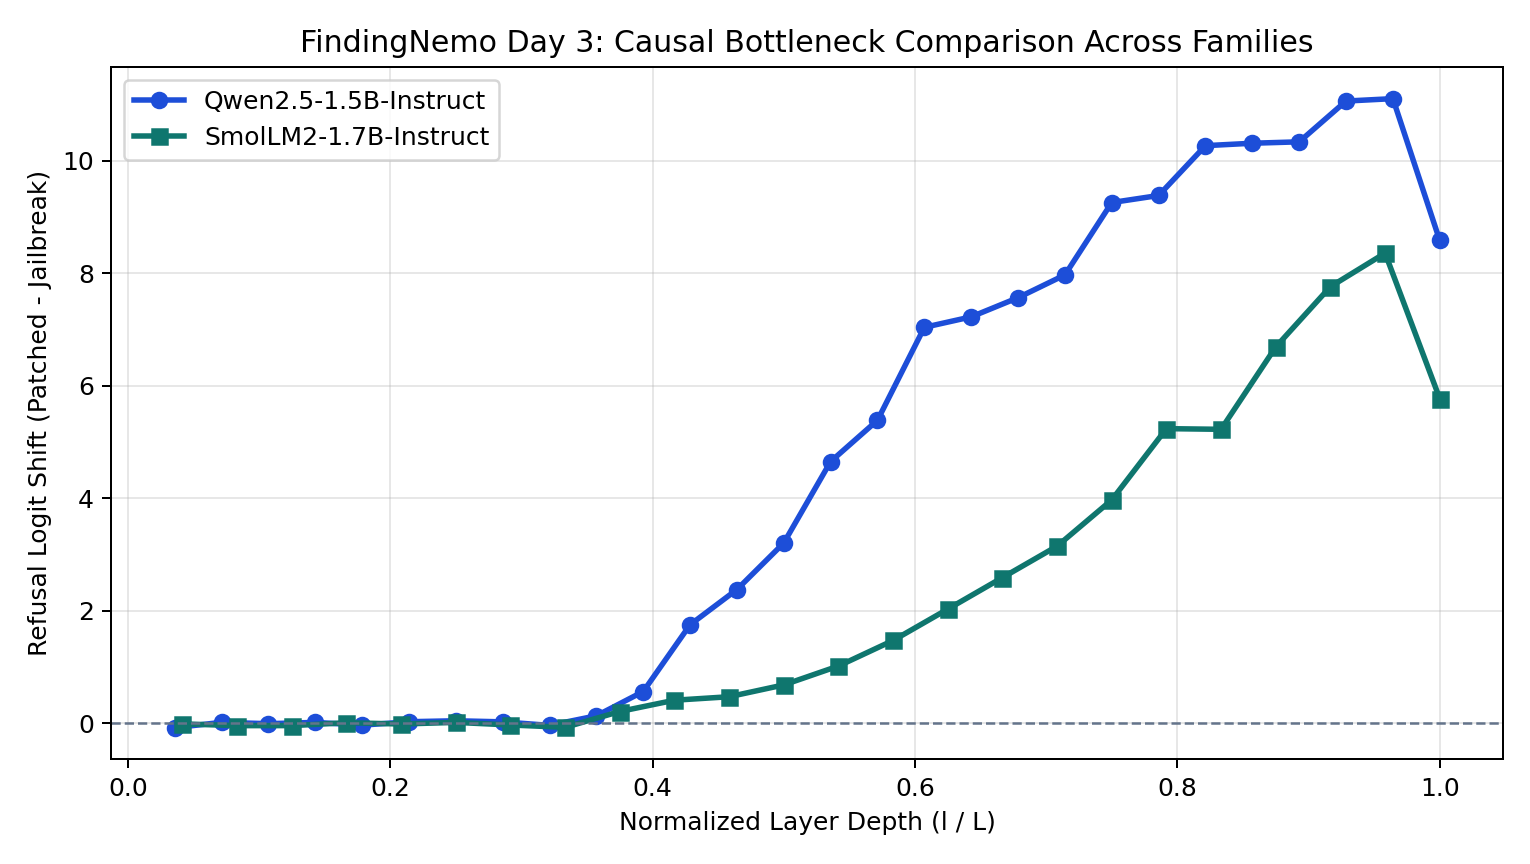 FindingNemo Day 3: Causal Bottleneck Comparison Across Families
Qwen2.5-1.5B-Instruct
SmolLM2-1.7B-Instruct
Refusal Logit Shift (Patched - Jailbreak)
10
8
6
4
2
0
0.0 0.2 0.4 0.6 0.8 1.0
Normalized Layer Depth (l / L)